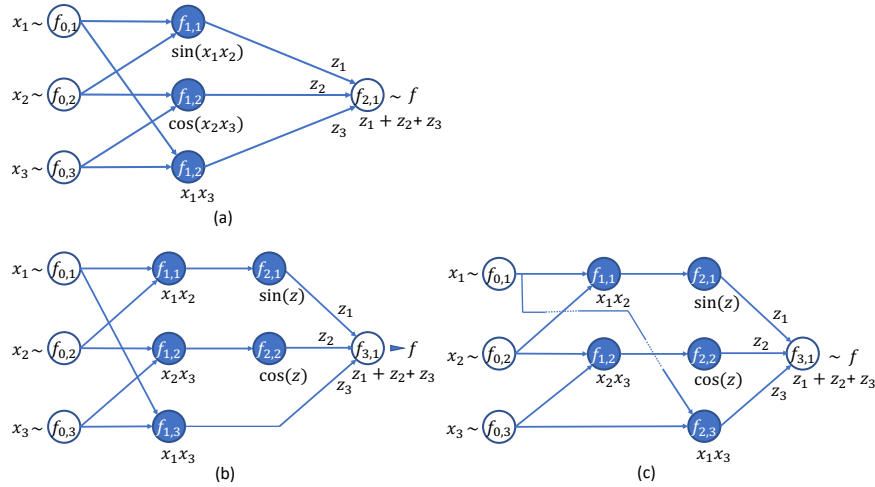 x₁ ~ f₀,₁ f₁,₁
sin(x₁x₂) z₁
x₂ ~ f₀,₂ f₁,₂ z₂ f₂,₁ ~ f
cos(x₂x₃) z₁ + z₂ + z₃
z₃
x₃ ~ f₀,₃ f₁,₂
x₁x₃
(a)
x₁ ~ f₀,₁ f₁,₁ f₂,₁
x₁x₂ sin(z)
z₁
x₂ ~ f₀,₂ f₁,₂ f₂,₂ z₂ f₃,₁ f
x₂x₃ cos(z) z₁ + z₂ + z₃
z₃
x₃ ~ f₀,₃ f₁,₃
x₁x₃
(b)
x₁ ~ f₀,₁ f₁,₁ f₂,₁
x₁x₂ sin(z)
z₁
x₂ ~ f₀,₂ f₁,₂ f₂,₂ z₂ f₃,₁ ~ f
x₂x₃ cos(z) z₁ + z₂ + z₃
z₃
x₃ ~ f₀,₃ f₂,₃
x₁x₃
(c)